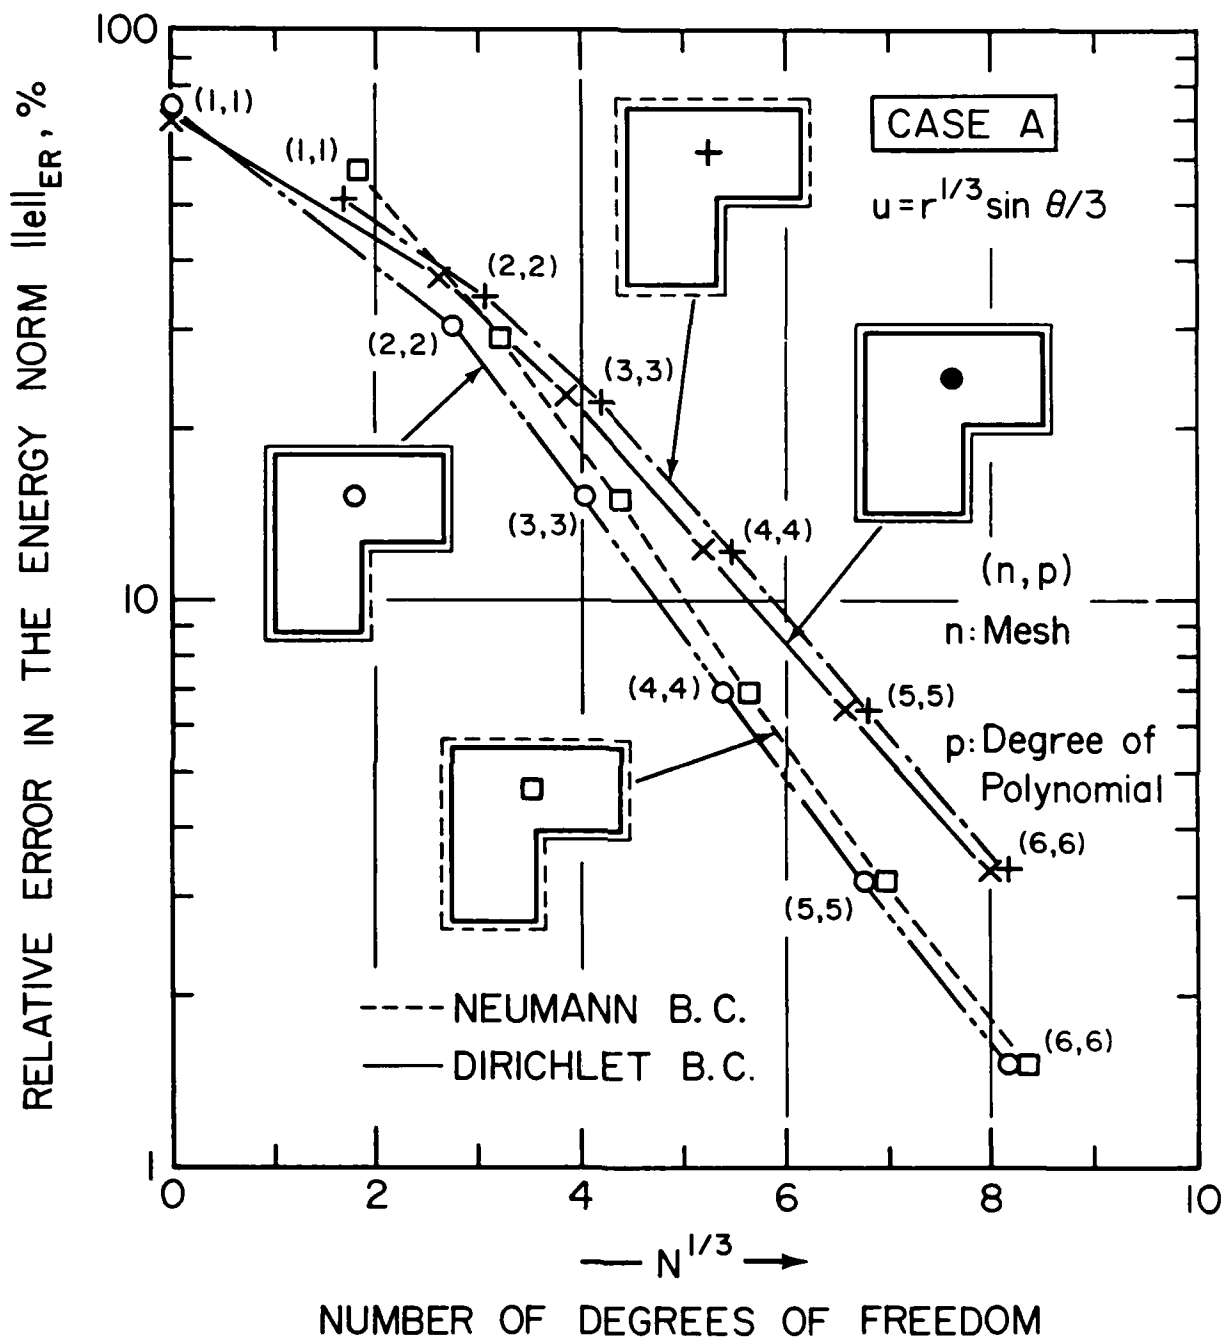 100
10
1
RELATIVE ERROR IN THE ENERGY NORM ||e||ER, %
(1,1)
(1,1)
(2,2)
(2,2)
(3,3)
(3,3)
(4,4)
(4,4)
(5,5)
(5,5)
(6,6)
(6,6)
CASE A
u=r^1/3 sin θ/3
(n,p)
n: Mesh
p: Degree of
Polynomial
NEUMANN B.C.
DIRICHLET B.C.
0 2 4 6 8 10
N^1/3
NUMBER OF DEGREES OF FREEDOM